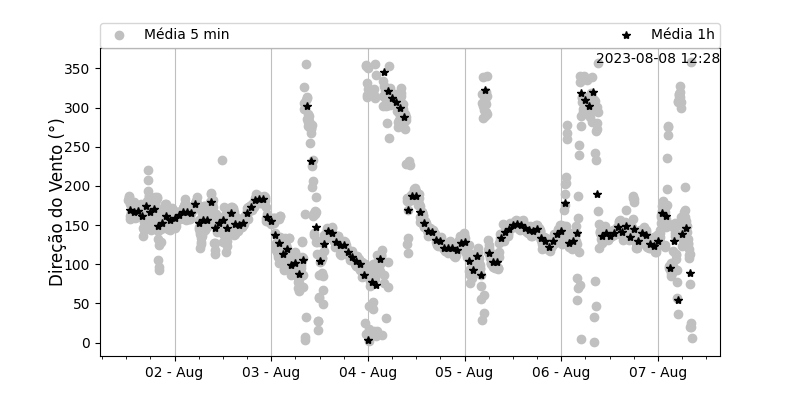 Média 5 min
Média 1h
2023-08-08 12:28
Direção do Vento (°)
350
300
250
200
150
100
50
0
02 - Aug
03 - Aug
04 - Aug
05 - Aug
06 - Aug
07 - Aug